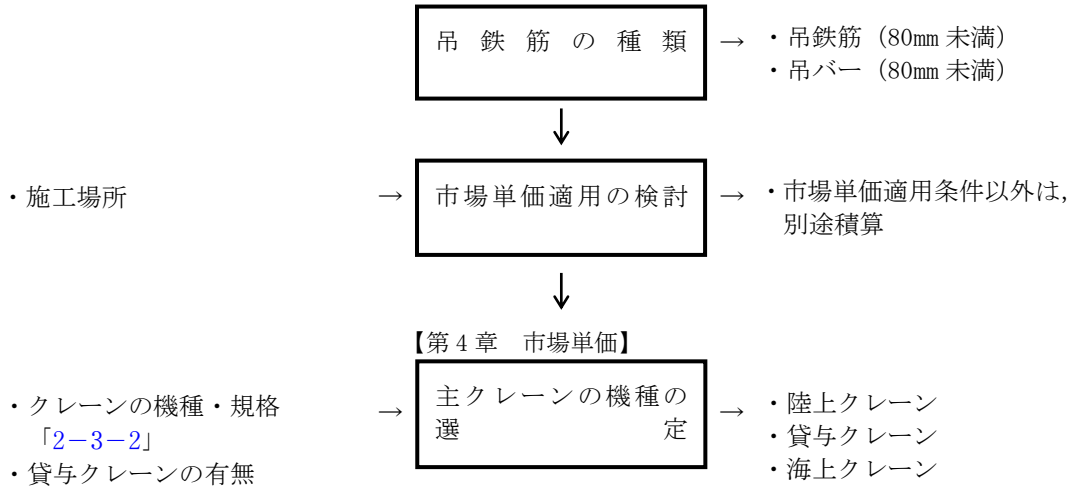 吊鉄筋の種類 → ・吊鉄筋（80㎜未満）
・吊バー（80㎜未満）
↓
・施工場所 → 市場単価適用の検討 → ・市場単価適用条件以外は，
別途積算
↓
【第4章　市場単価】
・クレーンの機種・規格 → 主クレーンの機種の → ・陸上クレーン
「2－3－2」 選定 ・貸与クレーン
・貸与クレーンの有無 ・海上クレーン